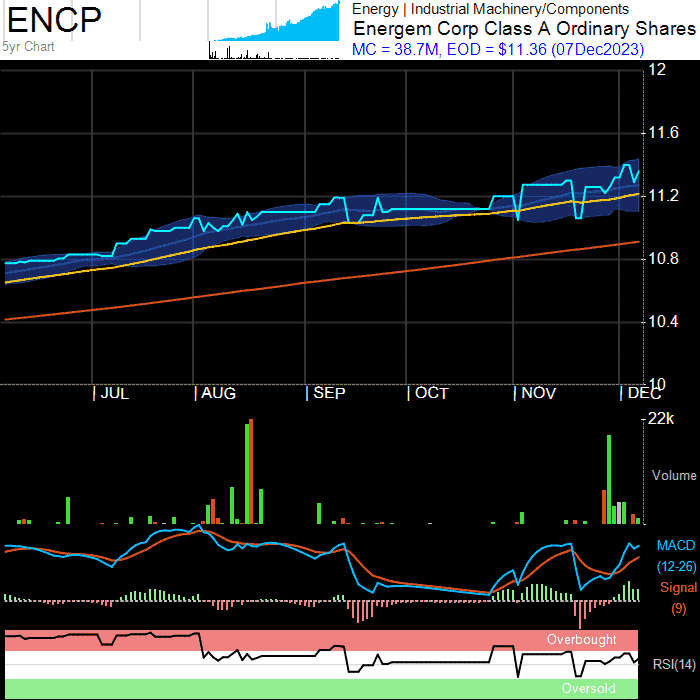 ENCP
5yr Chart
Energy | Industrial Machinery/Components
Energem Corp Class A Ordinary Shares
MC = 38.7M, EOD = $11.36 (07Dec2023)
12
11.6
11.2
10.8
10.4
10
JUL AUG SEP OCT NOV DEC
22k
Volume
MACD
(12-26)
Signal
(9)
Overbought
RSI(14)
Oversold